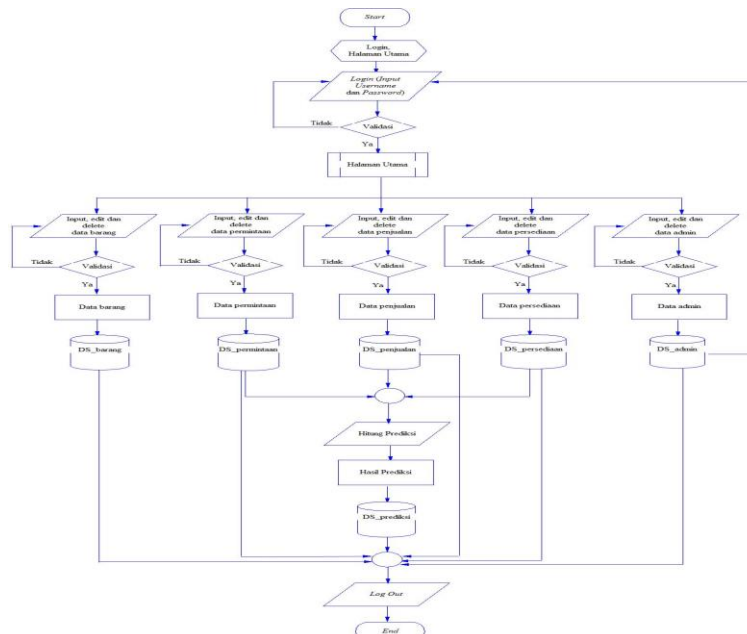 Start
Login,
Halaman Utama
Login (Input
Username
dan Password)
Tidak
Validasi
Ya
Halaman Utama
Input, edit dan
delete
data barang
Input, edit dan
delete
data permintaan
Input, edit dan
delete
data penjualan
Input, edit dan
delete
data persediaan
Input, edit dan
delete
data admin
Tidak
Validasi
Ya
Tidak
Validasi
Ya
Tidak
Validasi
Ya
Tidak
Validasi
Ya
Tidak
Validasi
Ya
Data barang
Data permintaan
Data penjualan
Data persediaan
Data admin
DS_barang
DS_permintaan
DS_penjualan
DS_persediaan
DS_admin
Hitung Prediksi
Hasil Prediksi
DS_prediksi
Log Out
End